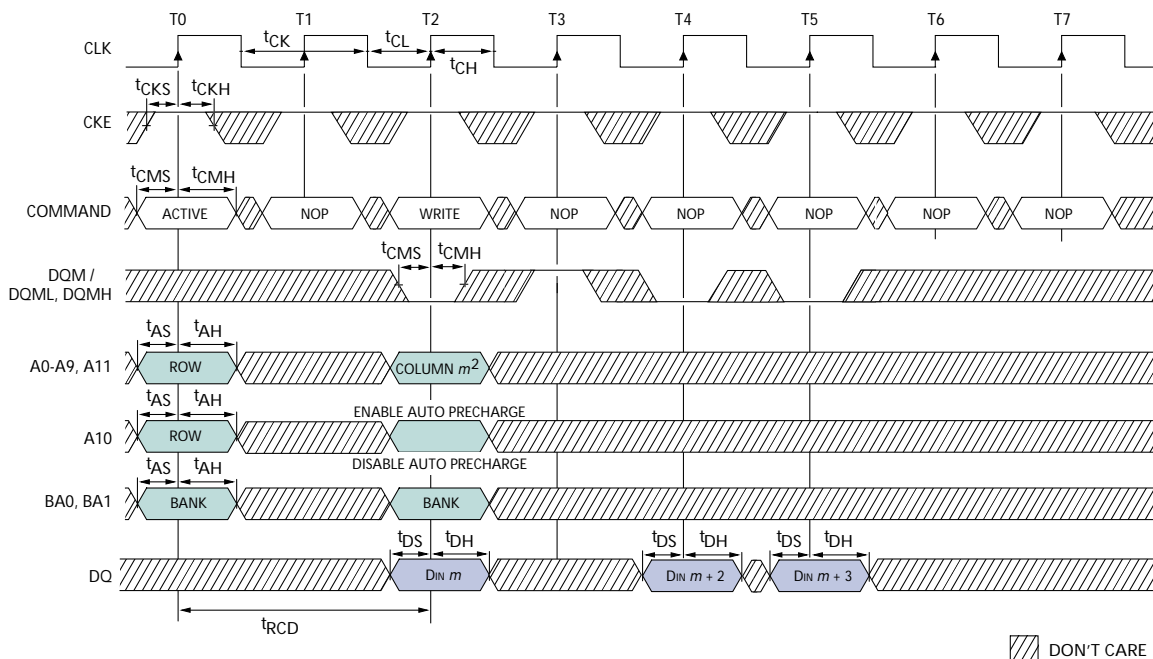 T0 T1 T2 T3 T4 T5 T6 T7
CLK
tCK tCL
tCH
tCKS tCKH
CKE
tCMS tCMH
COMMAND ACTIVE NOP WRITE NOP NOP NOP NOP NOP
tCMS tCMH
DQM /
DQML, DQMH
tAS tAH
A0-A9, A11 ROW COLUMN m2
tAS tAH ENABLE AUTO PRECHARGE
A10 ROW
DISABLE AUTO PRECHARGE
tAS tAH
BA0, BA1 BANK BANK
tDS tDH tDS tDH tDS tDH
DQ DIN m DIN m + 2 DIN m + 3
tRCD
DON'T CARE